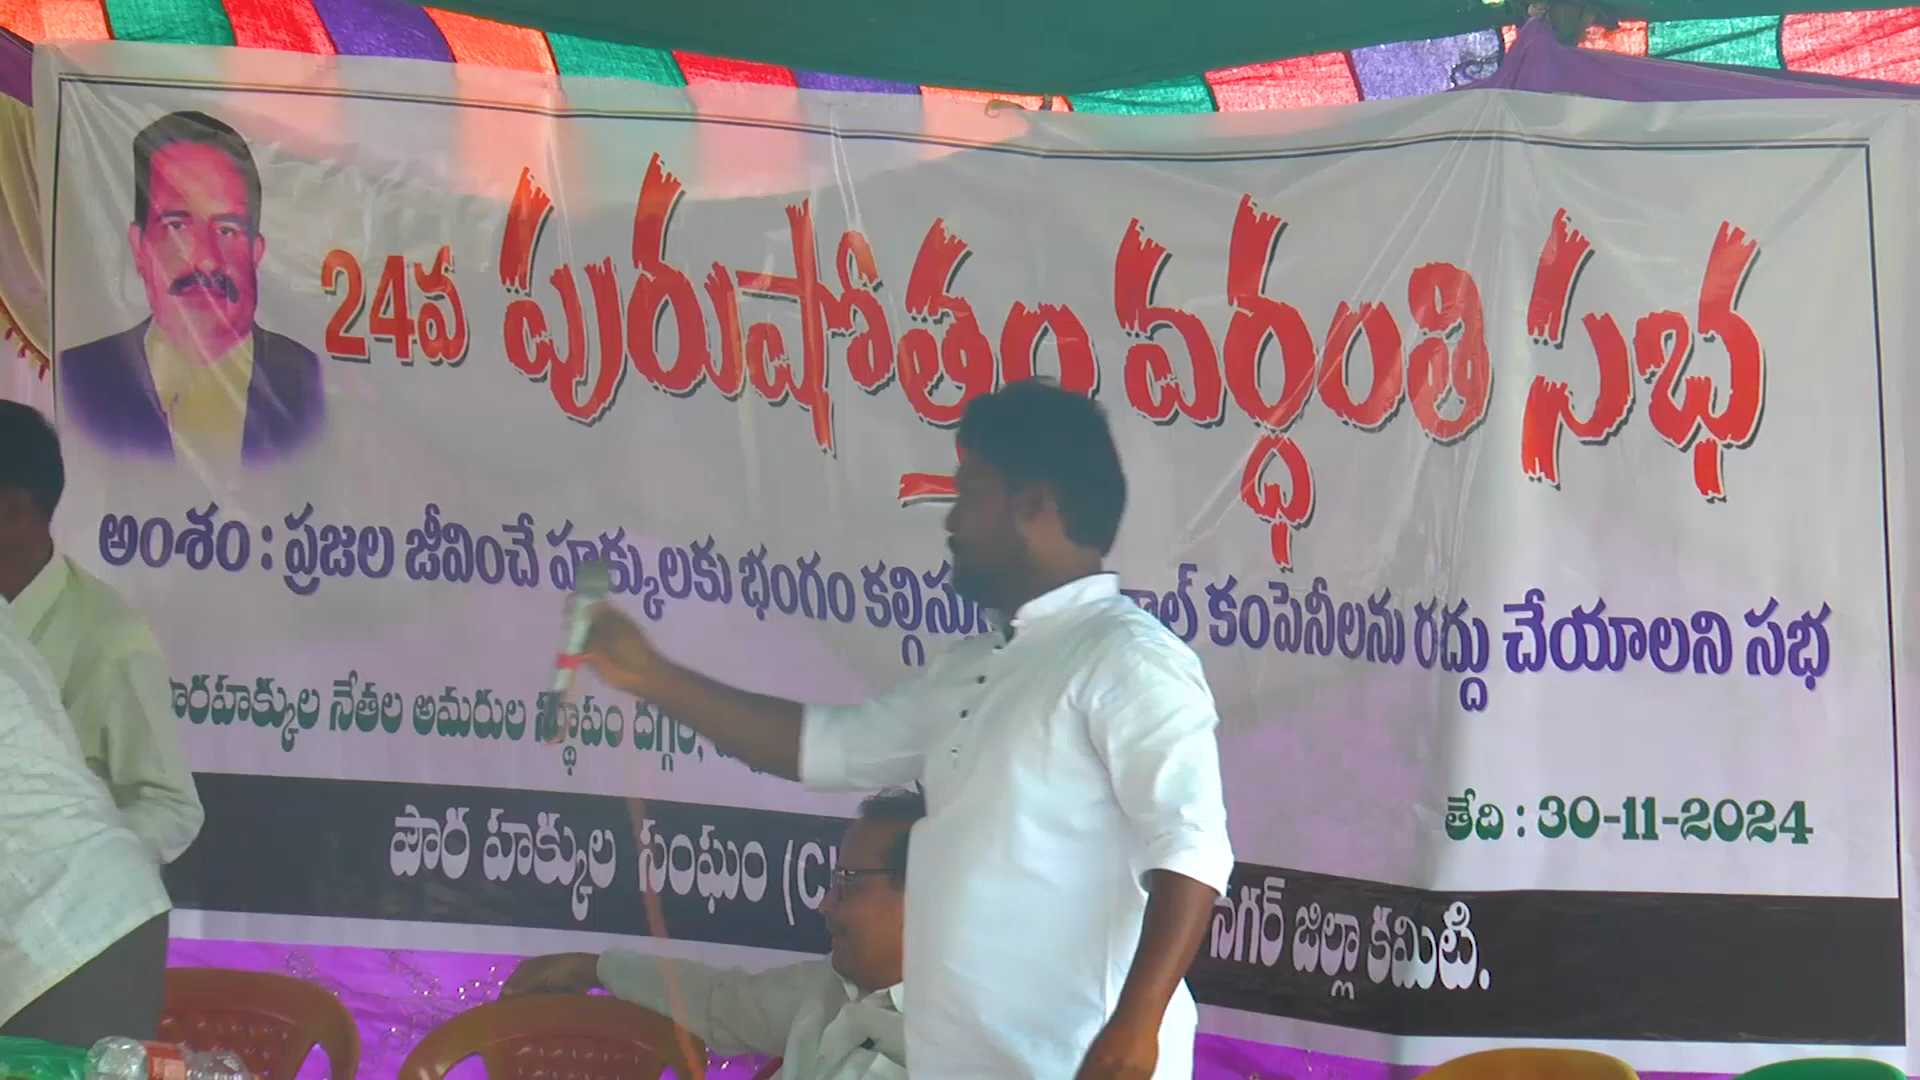 24వ పురుషోత్తం వర్ధంతి సభ
అంశం : ప్రజల జీవించే హక్కులకు భంగం కల్గిస్తున్న కంపెనీలను రద్దు చేయాలని సభ
నేతల అమరుల స్థూపం దగ్గర,
తేది : 30-11-2024
పౌర హక్కుల సంఘం జిల్లా కమిటి.